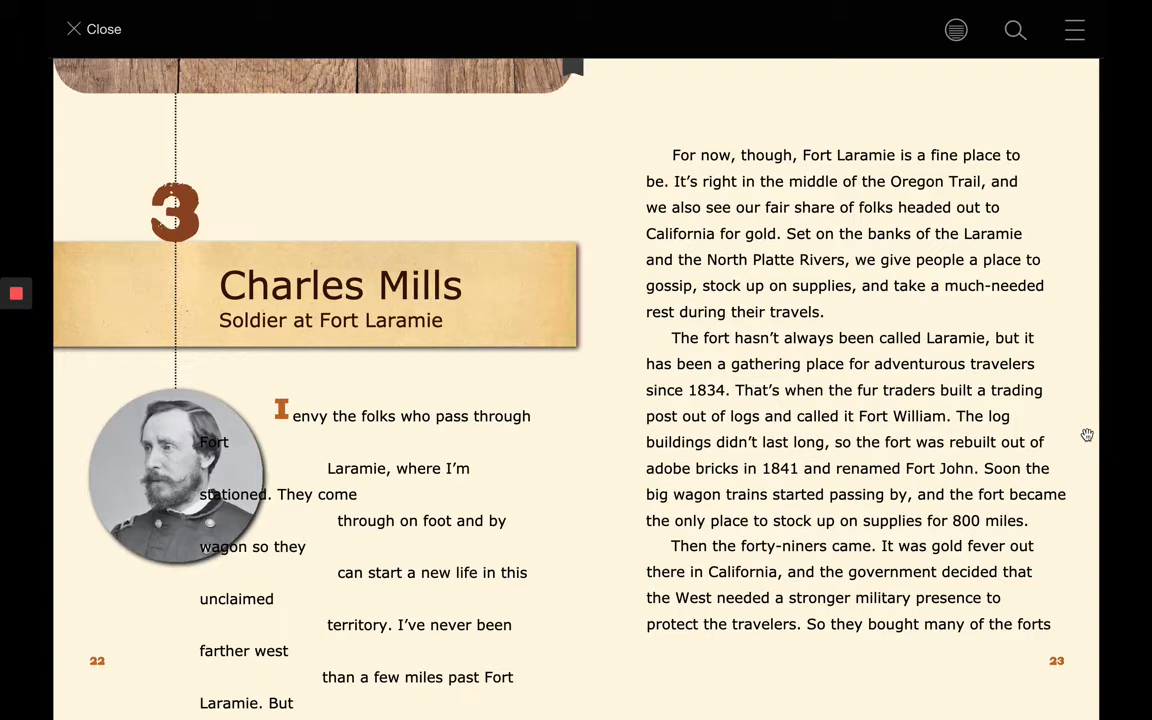 Close
3
Charles Mills
Soldier at Fort Laramie
I envy the folks who pass through
Fort
Laramie, where I’m
stationed. They come
through on foot and by
wagon so they
can start a new life in this
unclaimed
territory. I’ve never been
farther west
than a few miles past Fort
Laramie. But
22
For now, though, Fort Laramie is a fine place to
be. It’s right in the middle of the Oregon Trail, and
we also see our fair share of folks headed out to
California for gold. Set on the banks of the Laramie
and the North Platte Rivers, we give people a place to
gossip, stock up on supplies, and take a much-needed
rest during their travels.
The fort hasn’t always been called Laramie, but it
has been a gathering place for adventurous travelers
since 1834. That’s when the fur traders built a trading
post out of logs and called it Fort William. The log
buildings didn’t last long, so the fort was rebuilt out of
adobe bricks in 1841 and renamed Fort John. Soon the
big wagon trains started passing by, and the fort became
the only place to stock up on supplies for 800 miles.
Then the forty-niners came. It was gold fever out
there in California, and the government decided that
the West needed a stronger military presence to
protect the travelers. So they bought many of the forts
23